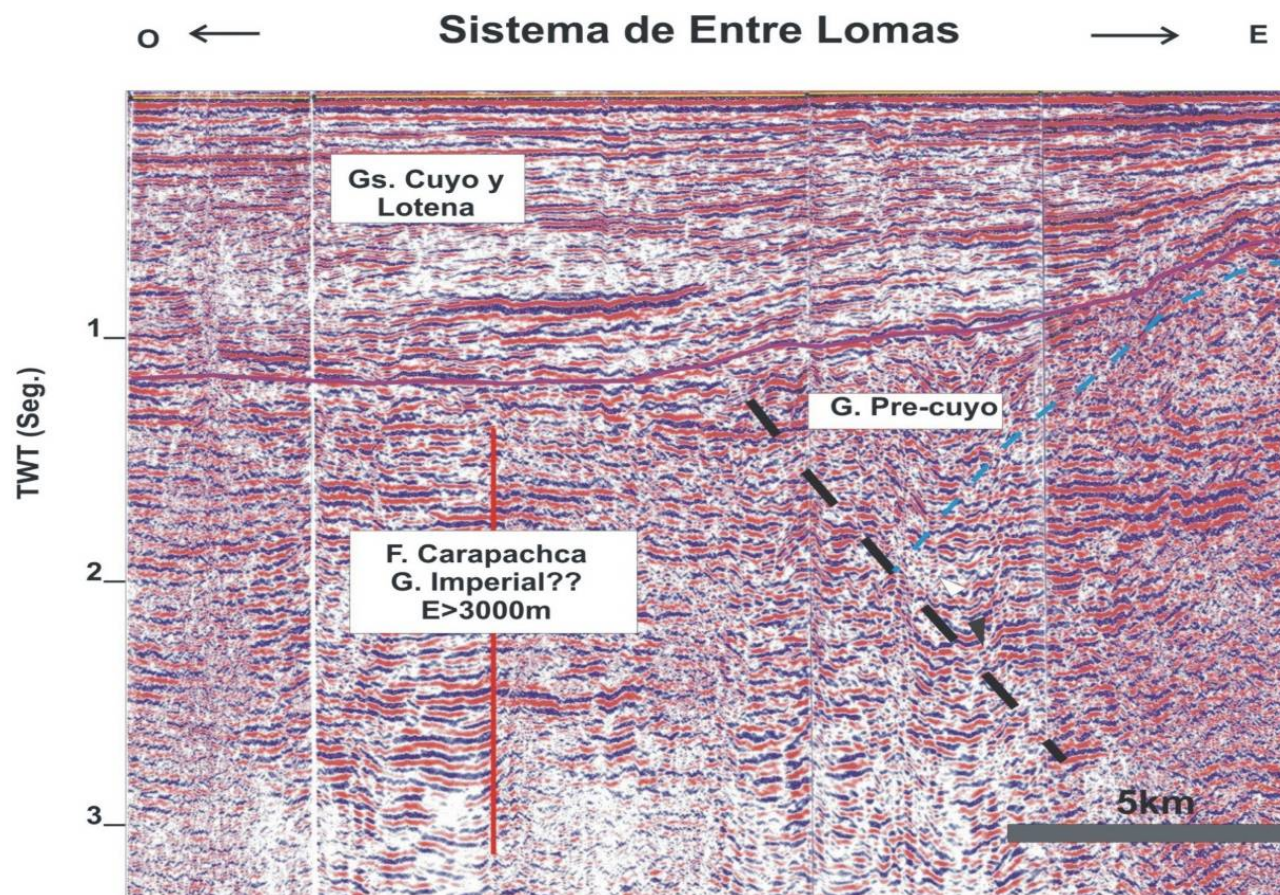 Sistema de Entre Lomas
O
E
Gs. Cuyo y
Lotena
1
G. Pre-cuyo
TWT (Seg.)
F. Carapachca
G. Imperial??
E>3000m
2
5km
3